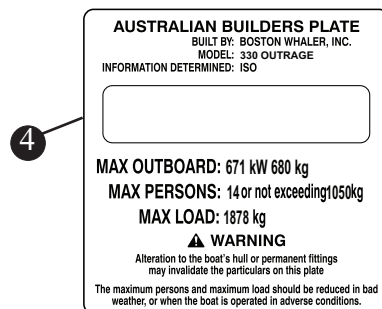 AUSTRALIAN BUILDERS PLATE
BUILT BY: BOSTON WHALER, INC.
MODEL: 330 OUTRAGE
INFORMATION DETERMINED: ISO
4
MAX OUTBOARD: 671 kW 680 kg
MAX PERSONS: 14 or not exceeding 1050kg
MAX LOAD: 1878 kg
⚠ WARNING
Alteration to the boat's hull or permanent fittings
may invalidate the particulars on this plate
The maximum persons and maximum load should be reduced in bad
weather, or when the boat is operated in adverse conditions.